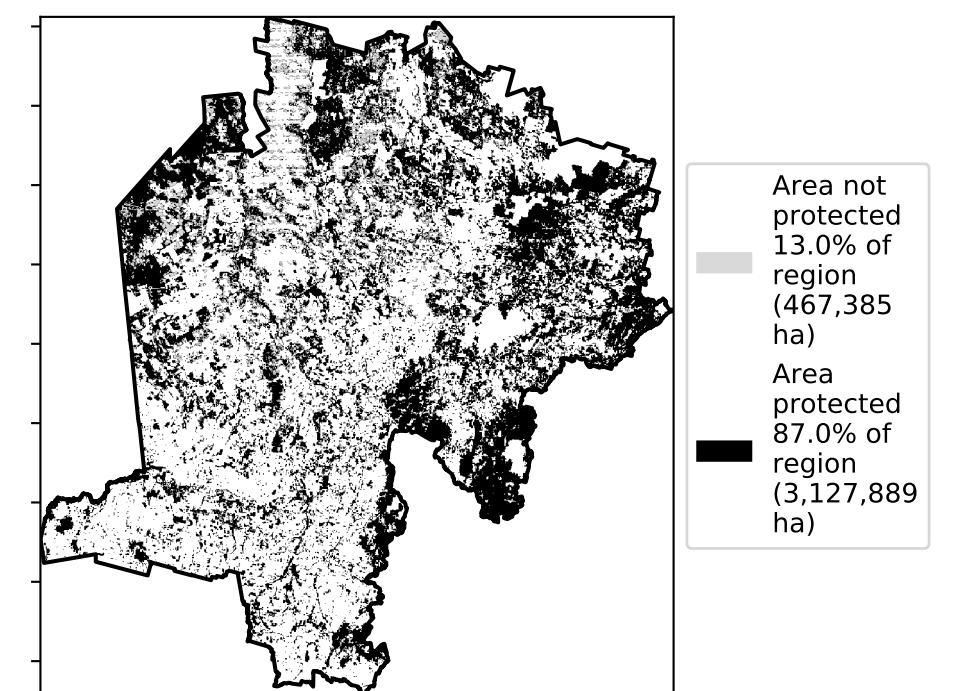 Area not
protected
13.0% of
region
(467,385
ha)
Area
protected
87.0% of
region
(3,127,889
ha)